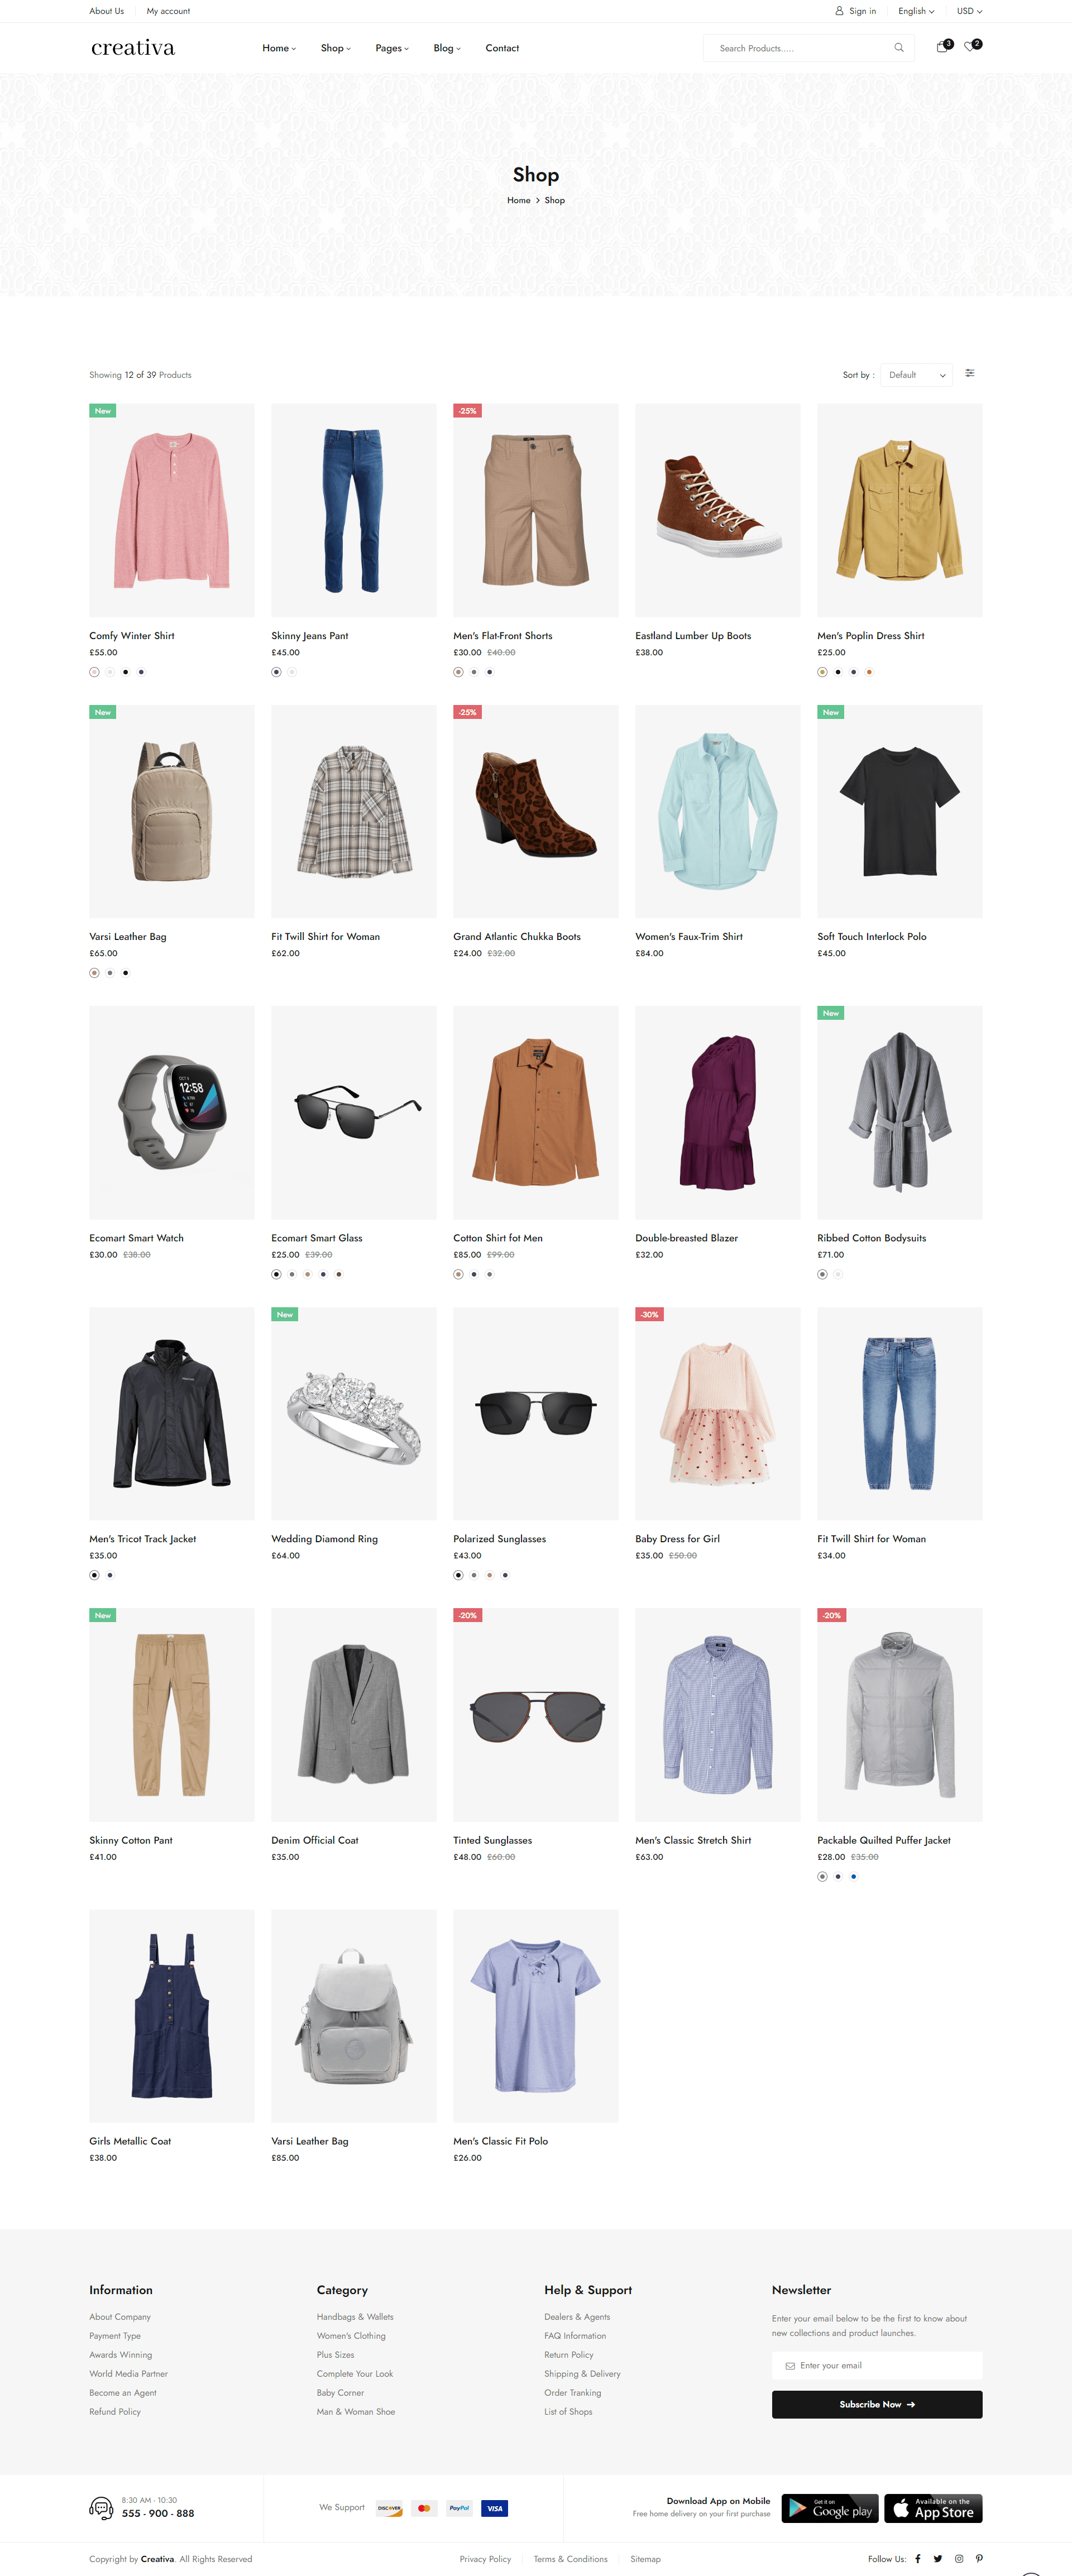 About Us
My account
Sign in
English
USD
creativa
Home
Shop
Pages
Blog
Contact
Search Products.....
3
2
Shop
Home > Shop
Showing 12 of 39 Products
Sort by :
Default
New
-25%
Comfy Winter Shirt
£55.00
Skinny Jeans Pant
£45.00
Men's Flat-Front Shorts
£30.00 £40.00
Eastland Lumber Up Boots
£38.00
Men's Poplin Dress Shirt
£25.00
New
-25%
New
Varsi Leather Bag
£65.00
Fit Twill Shirt for Woman
£62.00
Grand Atlantic Chukka Boots
£24.00 £32.00
Women's Faux-Trim Shirt
£84.00
Soft Touch Interlock Polo
£45.00
New
12:58
Ecomart Smart Watch
£30.00 £38.00
Ecomart Smart Glass
£25.00 £39.00
Cotton Shirt fot Men
£85.00 £99.00
Double-breasted Blazer
£32.00
Ribbed Cotton Bodysuits
£71.00
New
-30%
Men's Tricot Track Jacket
£35.00
Wedding Diamond Ring
£64.00
Polarized Sunglasses
£43.00
Baby Dress for Girl
£35.00 £50.00
Fit Twill Shirt for Woman
£34.00
New
-20%
-20%
Skinny Cotton Pant
£41.00
Denim Official Coat
£35.00
Tinted Sunglasses
£48.00 £60.00
Men's Classic Stretch Shirt
£63.00
Packable Quilted Puffer Jacket
£28.00 £35.00
Girls Metallic Coat
£38.00
Varsi Leather Bag
£85.00
Men's Classic Fit Polo
£26.00
Information
About Company
Payment Type
Awards Winning
World Media Partner
Become an Agent
Refund Policy
Category
Handbags & Wallets
Women's Clothing
Plus Sizes
Complete Your Look
Baby Corner
Man & Woman Shoe
Help & Support
Dealers & Agents
FAQ Information
Return Policy
Shipping & Delivery
Order Tranking
List of Shops
Newsletter
Enter your email below to be the first to know about
new collections and product launches.
Enter your email
Subscribe Now
8:30 AM - 10:30
555 - 900 - 888
We Support
DISCOVER
PayPal
VISA
Download App on Mobile
Free home delivery on your first purchase
Get it on
Google play
Available on the
App Store
Copyright by Creativa. All Rights Reserved
Privacy Policy
Terms & Conditions
Sitemap
Follow Us: